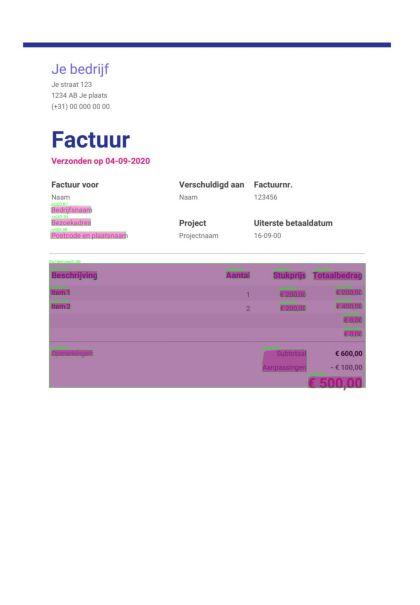 Je bedrijf
Je straat 123
1234 AB Je plaats
(+31) 00 000 00 00
Factuur
Verzonden op 04-09-2020
Factuur voor Verschuldigd aan Factuurnr.
Naam Naam 123456
Bedrijfsnaam
Bezoekadres Project Uiterste betaaldatum
Postcode en plaatsnaam Projectnaam 16-09-00
Beschrijving Aantal Stukprijs Totaalbedrag
Item 1 1 € 200,00 € 200,00
Item 2 2 € 200,00 € 400,00
€ 0,00
€ 0,00
Opmerkingen: Subtotaal € 600,00
Aanpassingen - € 100,00
€ 500,00